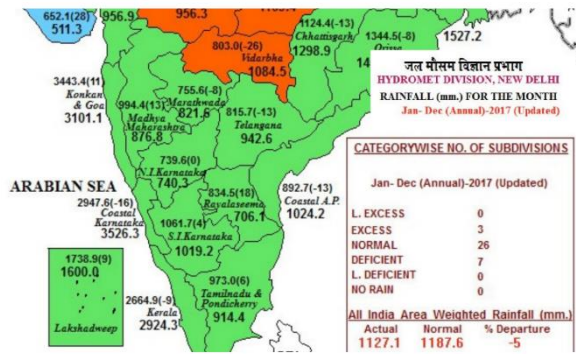 652.1(28)
511.3
956.9
956.3
1124.4(-13)
Chhattisgarh
1298.9
1344.5(-8)
Orissa
1527.2
803.0(-26)
Vidarbha
1084.5
जल मौसम विज्ञान प्रभाग
HYDROMET DIVISION, NEW DELHI
RAINFALL (mm.) FOR THE MONTH
Jan- Dec (Annual)-2017 (Updated)
3443.4(11)
Konkan
& Goa
3101.1
755.6(-8)
Marathwada
821.6
994.4(13)
Madhya
Maharashtra
876.8
815.7(-13)
Telangana
942.6
739.6(0)
N.I.Karnataka
740.3
ARABIAN SEA
2947.6(-16)
Coastal
Karnataka
3526.3
834.5(18)
Rayalaseema
706.1
892.7(-13)
Coastal A.P.
1024.2
1061.7(4)
S.I.Karnataka
1019.2
1738.9(9)
1600.0
Lakshadweep
973.0(6)
Tamilnadu &
Pondicherry
914.4
2664.9(-9)
Kerala
2924.3
CATEGORYWISE NO. OF SUBDIVISIONS
Jan- Dec (Annual)-2017 (Updated)
L. EXCESS 0
EXCESS 3
NORMAL 26
DEFICIENT 7
L. DEFICIENT 0
NO RAIN 0
All India Area Weighted Rainfall (mm.)
Actual Normal % Departure
1127.1 1187.6 -5